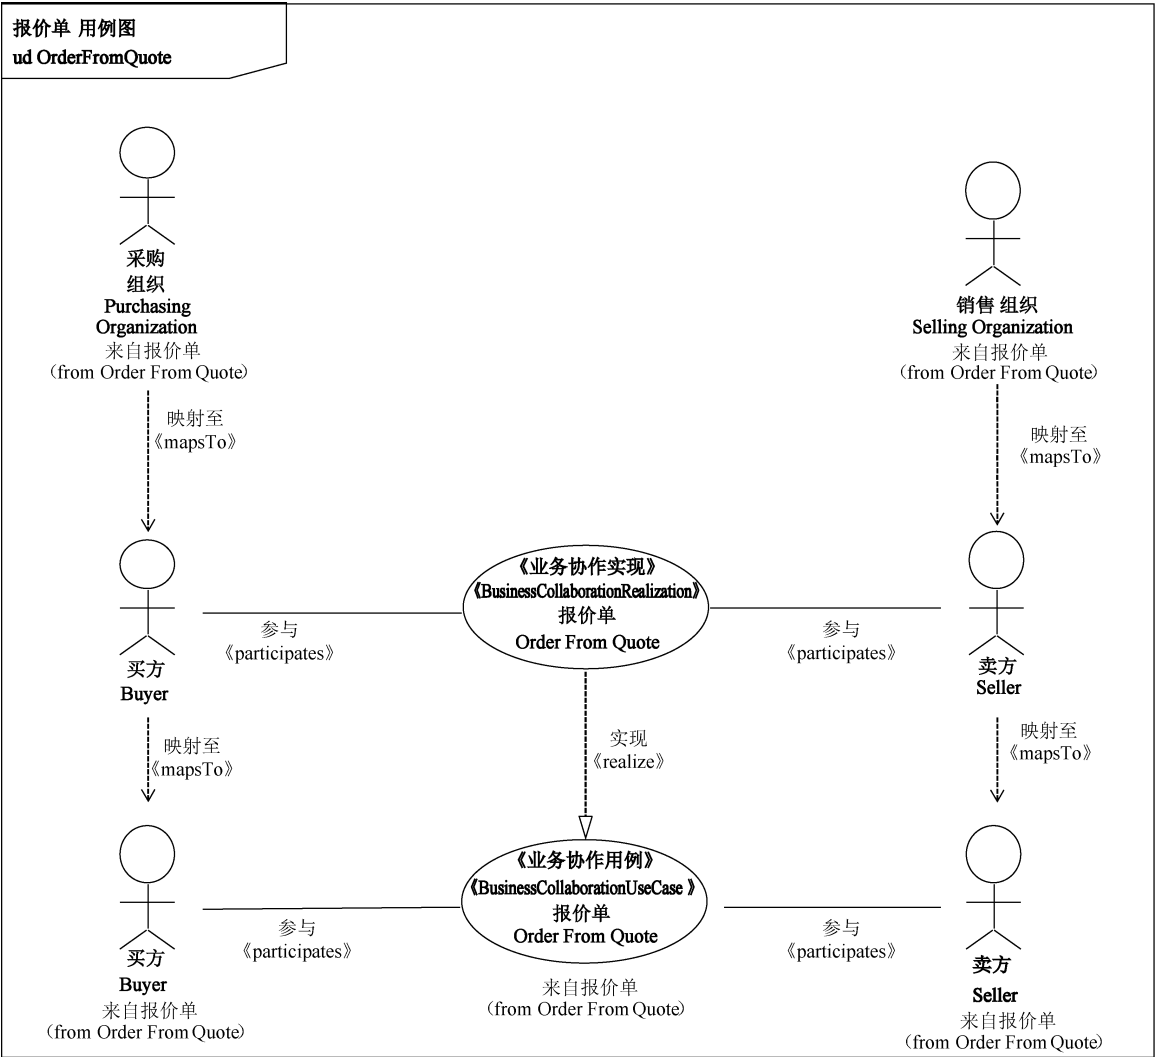 报价单 用例图
ud OrderFromQuote
采购
组织
Purchasing
Organization
来自报价单
(from Order From Quote)
销售 组织
Selling Organization
来自报价单
(from Order From Quote)
映射至
《mapsTo》
映射至
《mapsTo》
买方
Buyer
参与
《participates》
《业务协作实现》
《BusinessCollaborationRealization》
报价单
Order From Quote
参与
《participates》
卖方
Seller
映射至
《mapsTo》
实现
《realize》
映射至
《mapsTo》
买方
Buyer
来自报价单
(from Order From Quote)
参与
《participates》
《业务协作用例》
《BusinessCollaborationUseCase 》
报价单
Order From Quote
来自报价单
(from Order From Quote)
参与
《participates》
卖方
Seller
来自报价单
(from Order From Quote)